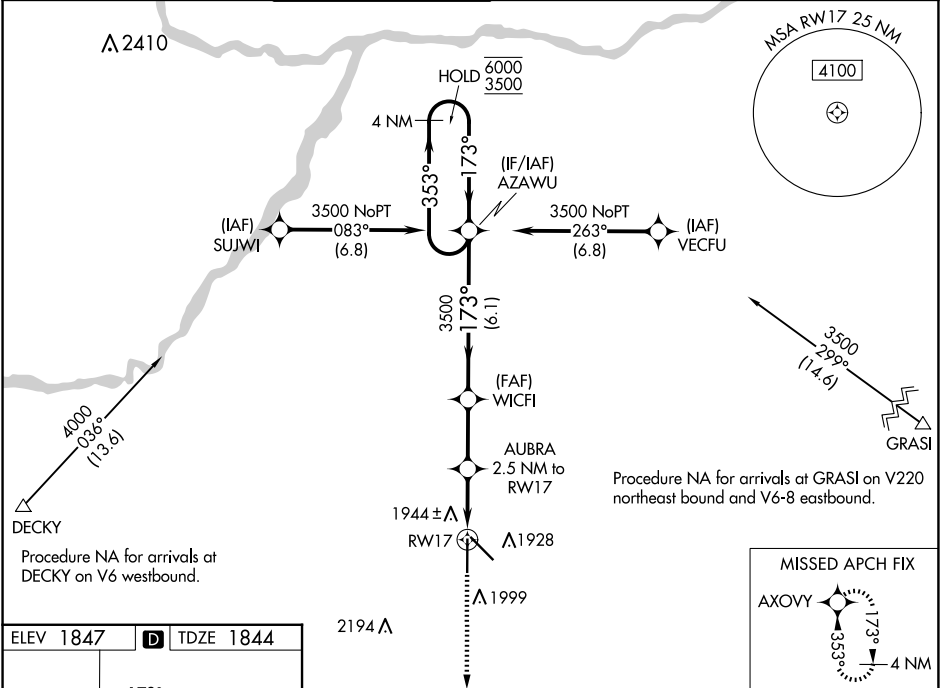 2410
MSA RW17 25 NM
4100
HOLD 6000
3500
4 NM
353°
173°
(IF/IAF)
AZAWU
(IAF)
SUJWI
3500 NoPT
083°
(6.8)
3500 NoPT
263°
(6.8)
(IAF)
VECFU
3500
173°
(6.1)
3500
299°
(14.6)
GRASI
(FAF)
WICFI
4000
036°
(13.6)
DECKY
AUBRA
2.5 NM to
RW17
Procedure NA for arrivals at GRASI on V220
northeast bound and V6-8 eastbound.
1944±
RW17
1928
Procedure NA for arrivals at
DECKY on V6 westbound.
1999
2194
MISSED APCH FIX
AXOVY
353°
173°
4 NM
ELEV 1847 D TDZE 1844